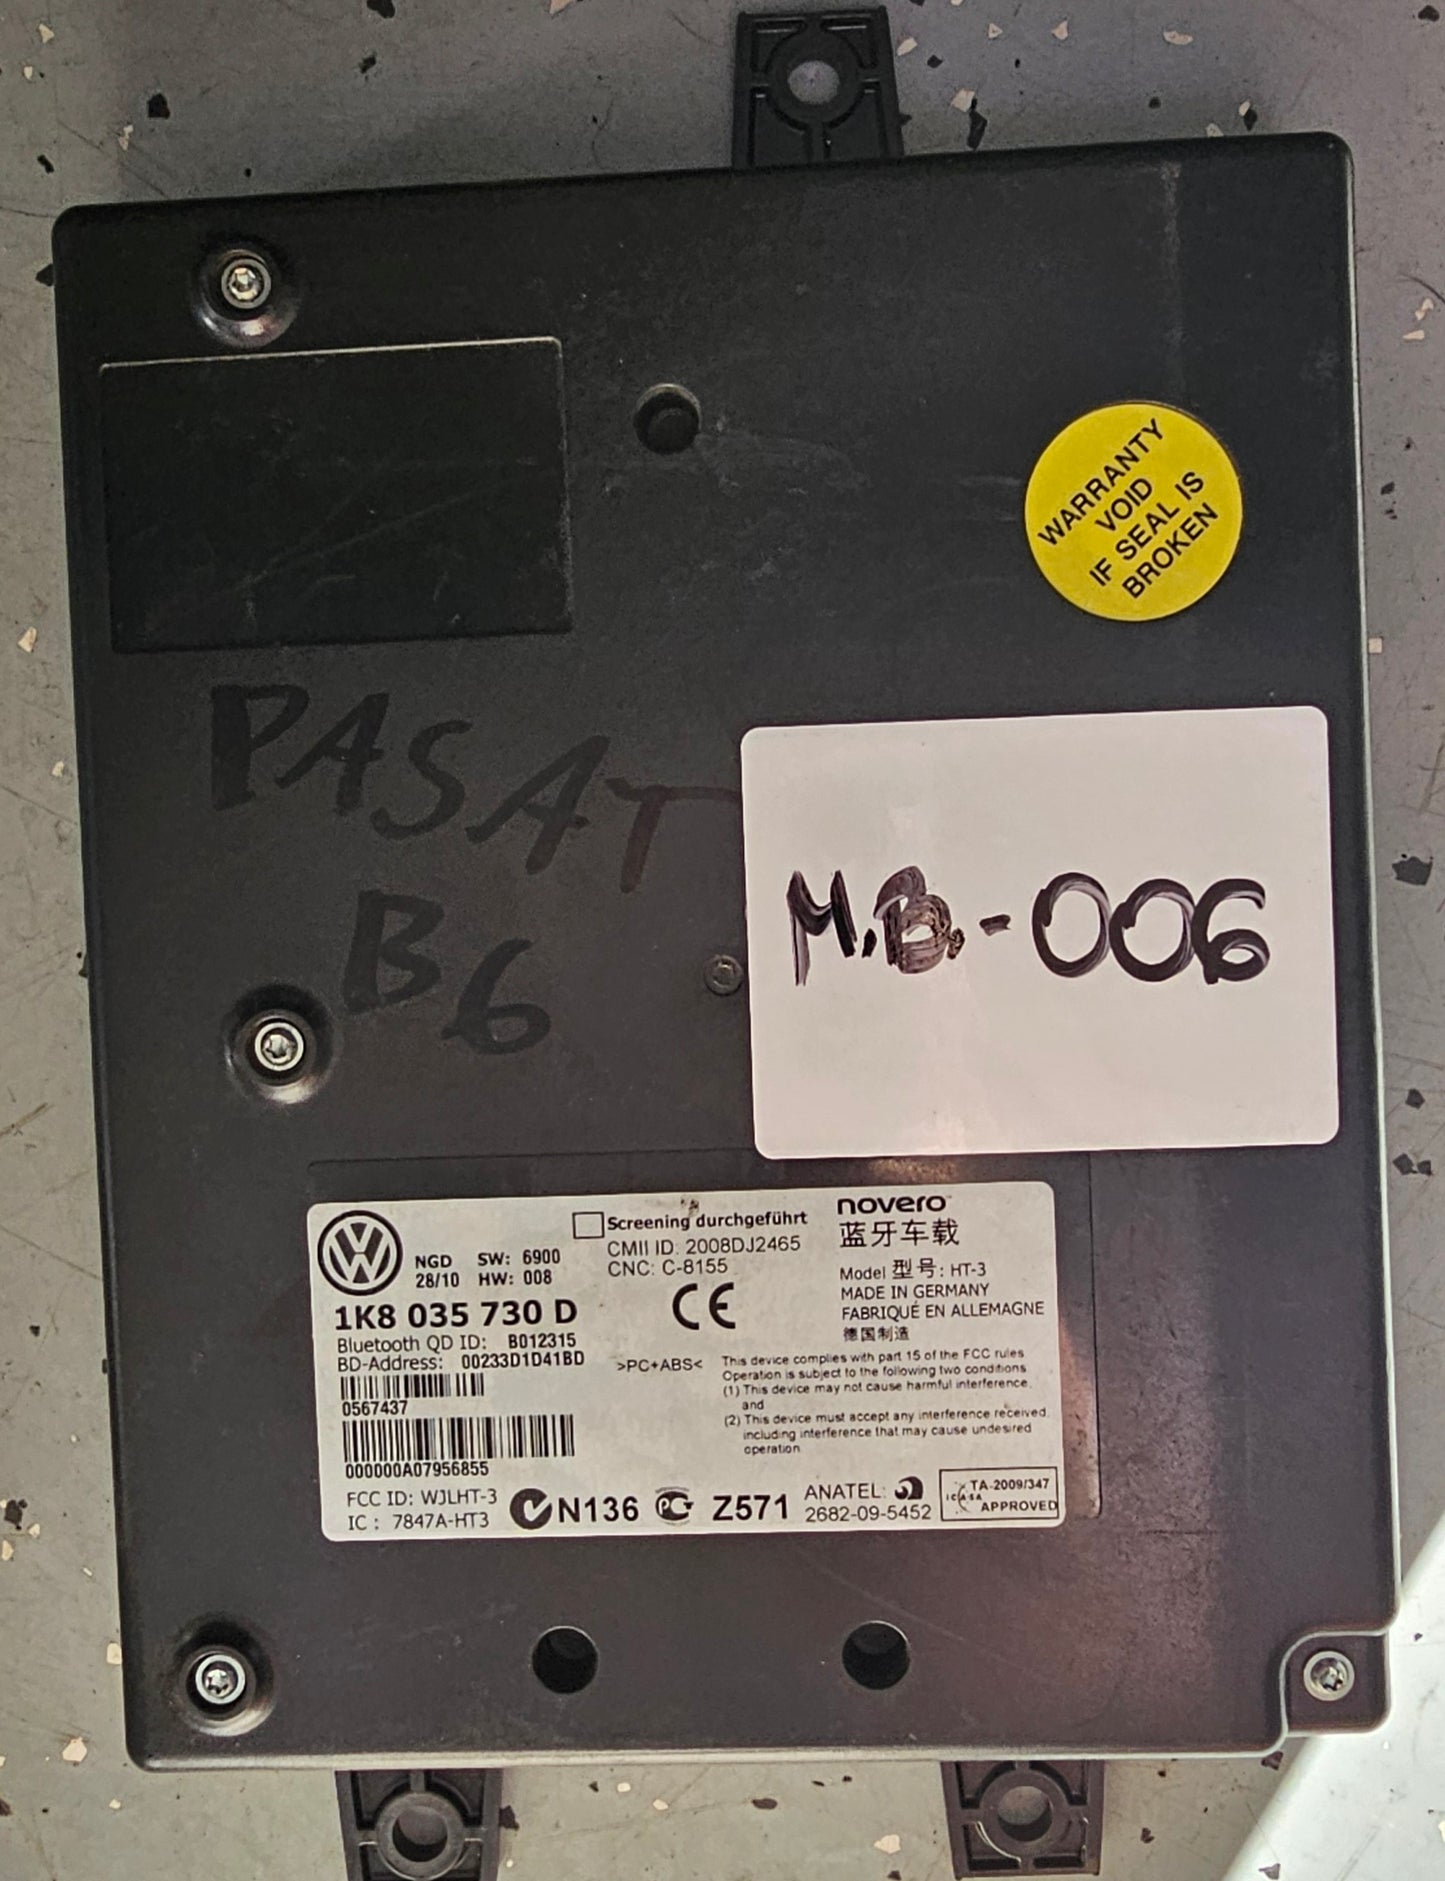 WARRANTY
VOID
IF SEAL IS
BROKEN
PASAT
B6
M.B.-006
NGD SW: 6900
28/10 HW: 008
1K8 035 730 D
Bluetooth QD ID: B012315
BD-Address: 00233D1D41BD
0567437
000000A07956855
FCC ID: WJLHT-3
IC : 7847A-HT3
Screening durchgeführt
CMII ID: 2008DJ2465
CNC: C-8155
CE
>PC+ABS<
novero
蓝牙车载
Model 型号: HT-3
MADE IN GERMANY
FABRIQUÉ EN ALLEMAGNE
德国制造
This device complies with part 15 of the FCC rules
Operation is subject to the following two conditions
(1) This device may not cause harmful interference,
and
(2) This device must accept any interference received,
including interference that may cause undesired
operation
N136
Z571
ANATEL:
2682-09-5452
ICASA
TA-2009/347
APPROVED